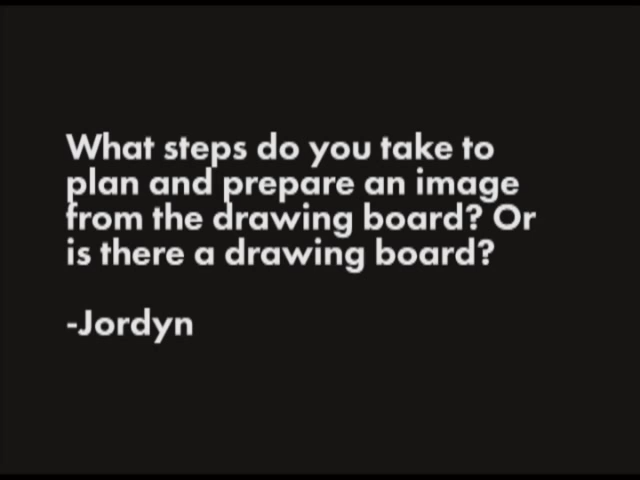 What steps do you take to
plan and prepare an image
from the drawing board? Or
is there a drawing board?
-Jordyn